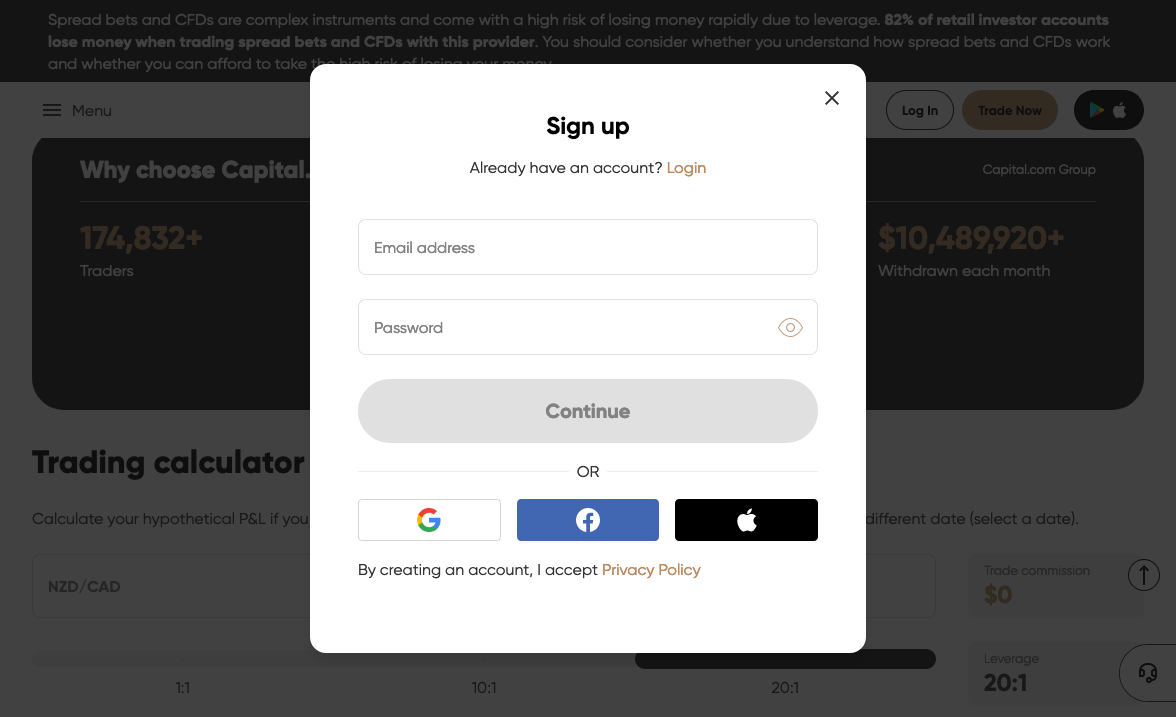 Spread bets and CFDs are complex instruments and come with a high risk of losing money rapidly due to leverage. 82% of retail investor accounts
lose money when trading spread bets and CFDs with this provider. You should consider whether you understand how spread bets and CFDs work
and whether you can afford to take the high risk of losing your money.
Menu
Log In
Trade Now
Sign up
Already have an account? Login
Why choose Capital.
Capital.com Group
174,832+
Traders
$10,489,920+
Withdrawn each month
Email address
Password
Continue
OR
By creating an account, I accept Privacy Policy
Trading calculator
Calculate your hypothetical P&L if you
different date (select a date).
NZD/CAD
Trade commission
$0
Leverage
20:1
1:1
10:1
20:1